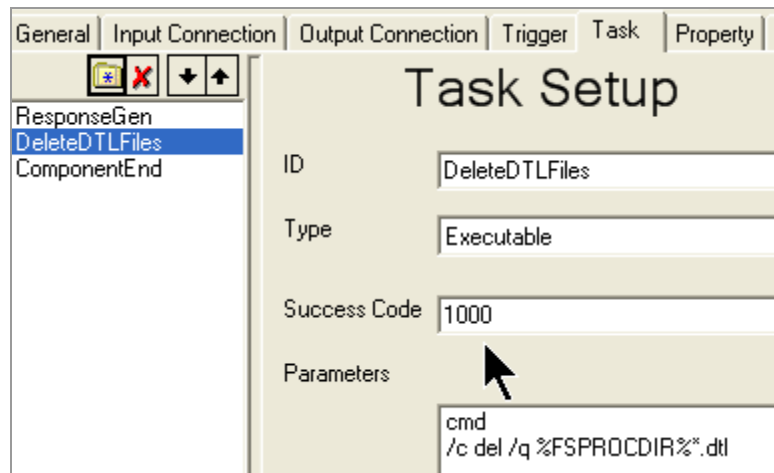 General Input Connection Output Connection Trigger Task Property
Task Setup
ResponseGen
DeleteDTLFiles
ComponentEnd
ID DeleteDTLFiles
Type Executable
Success Code 1000
Parameters
cmd
/c del /q %FSPROCDIR%*.dtl